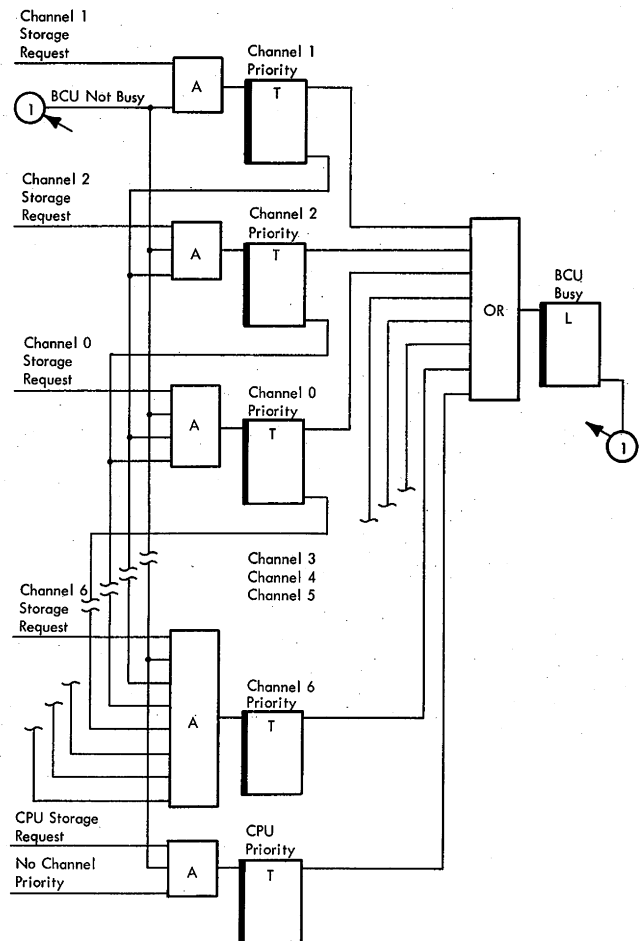 Channel 1
Storage
Request
Channel 1
Priority
A
T
1
BCU Not Busy
Channel 2
Storage
Request
Channel 2
Priority
A
T
BCU
Busy
OR
L
Channel 0
Storage
Request
Channel 0
Priority
A
T
1
Channel 3
Channel 4
Channel 5
Channel 6
Storage
Request
Channel 6
Priority
A
T
CPU Storage
Request
CPU
Priority
No Channel
Priority
A
T